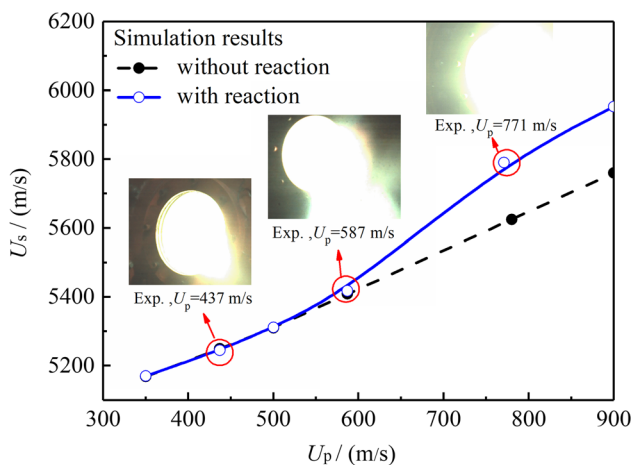 Simulation results
without reaction
with reaction
Exp. ,Up=771 m/s
Exp. ,Up=587 m/s
Exp. ,Up=437 m/s
Us / (m/s)
6200
6000
5800
5600
5400
5200
300 400 500 600 700 800 900
Up / (m/s)